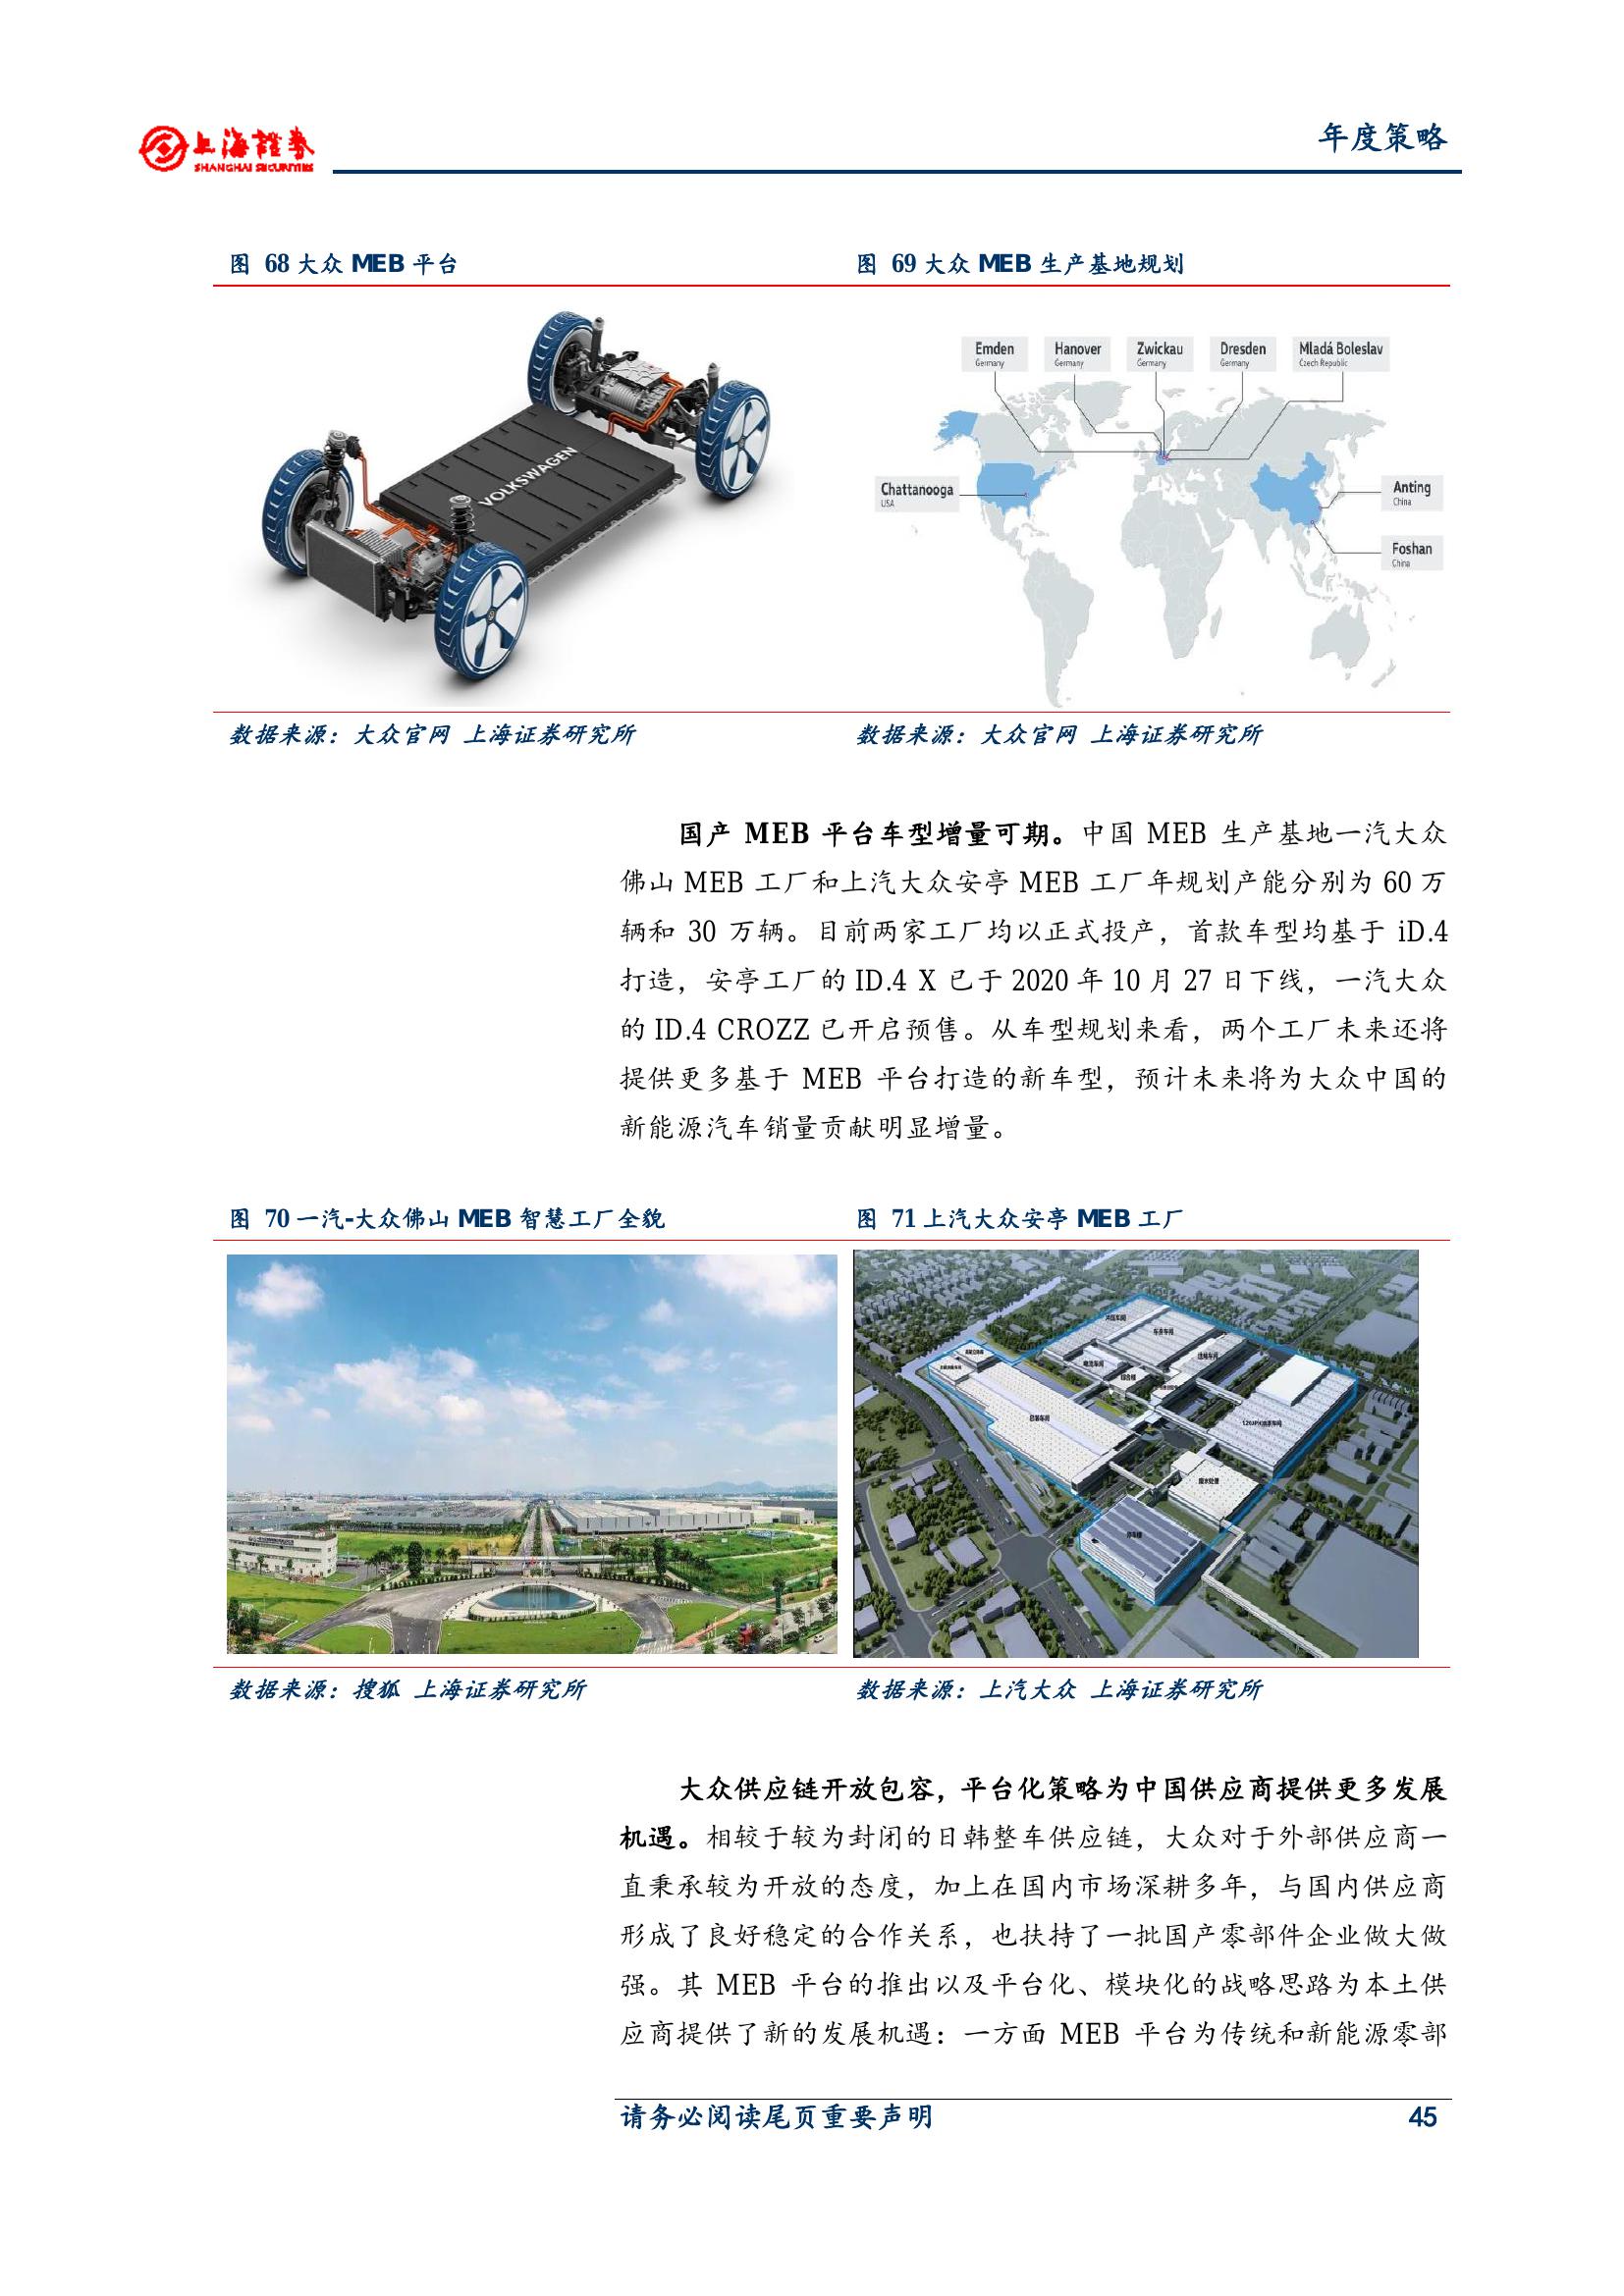 上海證券
SHANGHAI SECURITIES
年度策略
图 68 大众 MEB 平台
图 69 大众 MEB 生产基地规划
VOLKSWAGEN
Emden
Germany
Hanover
Germany
Zwickau
Germany
Dresden
Germany
Mladá Boleslav
Czech Republic
Chattanooga
USA
Anting
China
Foshan
China
数据来源：大众官网 上海证券研究所
数据来源：大众官网 上海证券研究所
国产 MEB 平台车型增量可期。中国 MEB 生产基地一汽大众
佛山 MEB 工厂和上汽大众安亭 MEB 工厂年规划产能分别为 60 万
辆和 30 万辆。目前两家工厂均以正式投产，首款车型均基于 iD.4
打造，安亭工厂的 ID.4 X 已于 2020 年 10 月 27 日下线，一汽大众
的 ID.4 CROZZ 已开启预售。从车型规划来看，两个工厂未来还将
提供更多基于 MEB 平台打造的新车型，预计未来将为大众中国的
新能源汽车销量贡献明显增量。
图 70 一汽-大众佛山 MEB 智慧工厂全貌
图 71 上汽大众安亭 MEB 工厂
冲压车间
车身车间
电池车间
综合楼
总装车间
停车楼
数据来源：搜狐 上海证券研究所
数据来源：上汽大众 上海证券研究所
大众供应链开放包容，平台化策略为中国供应商提供更多发展
机遇。相较于较为封闭的日韩整车供应链，大众对于外部供应商一
直秉承较为开放的态度，加上在国内市场深耕多年，与国内供应商
形成了良好稳定的合作关系，也扶持了一批国产零部件企业做大做
强。其 MEB 平台的推出以及平台化、模块化的战略思路为本土供
应商提供了新的发展机遇：一方面 MEB 平台为传统和新能源零部
请务必阅读尾页重要声明
45